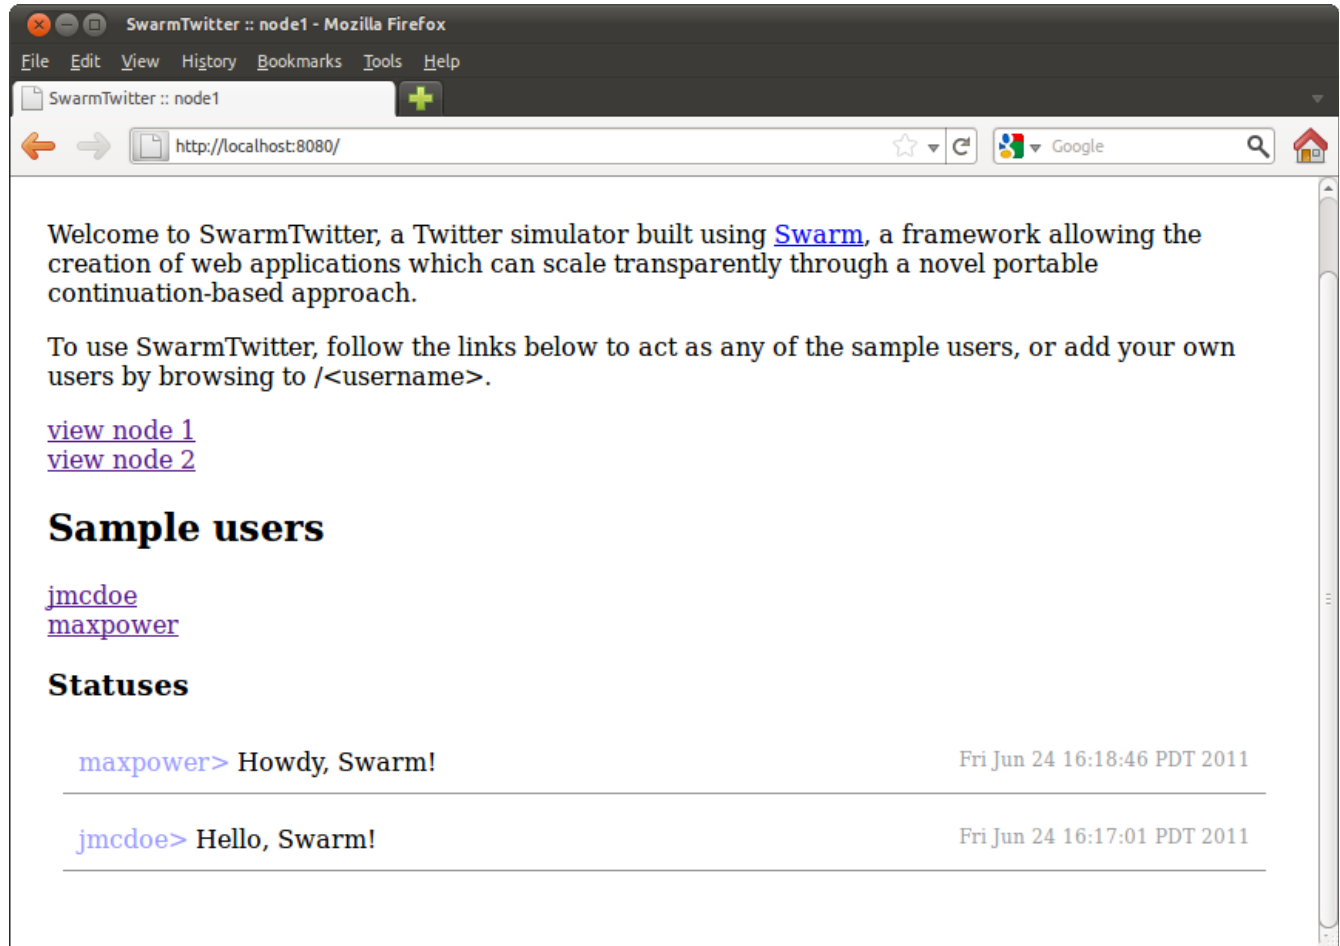 SwarmTwitter :: node1 - Mozilla Firefox
File Edit View History Bookmarks Tools Help
SwarmTwitter :: node1
http://localhost:8080/
Google
Welcome to SwarmTwitter, a Twitter simulator built using Swarm, a framework allowing the
creation of web applications which can scale transparently through a novel portable
continuation-based approach.
To use SwarmTwitter, follow the links below to act as any of the sample users, or add your own
users by browsing to /<username>.
view node 1
view node 2
Sample users
jmcdoe
maxpower
Statuses
maxpower> Howdy, Swarm! Fri Jun 24 16:18:46 PDT 2011
jmcdoe> Hello, Swarm! Fri Jun 24 16:17:01 PDT 2011